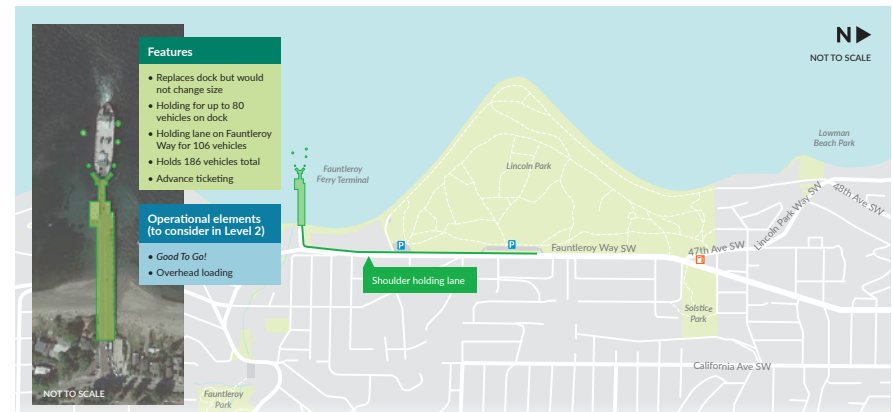 Features
• Replaces dock but would
not change size
• Holding for up to 80
vehicles on dock
• Holding lane on Fauntleroy
Way for 106 vehicles
• Holds 186 vehicles total
• Advance ticketing
Operational elements
(to consider in Level 2)
• Good To Go!
• Overhead loading
NOT TO SCALE
N
NOT TO SCALE
Fauntleroy
Ferry Terminal
Lincoln Park
Lowman
Beach Park
P
P
Fauntleroy Way SW
47th Ave SW
Lincoln Park Way SW
48th Ave SW
Shoulder holding lane
Solstice
Park
California Ave SW
Fauntleroy
Park